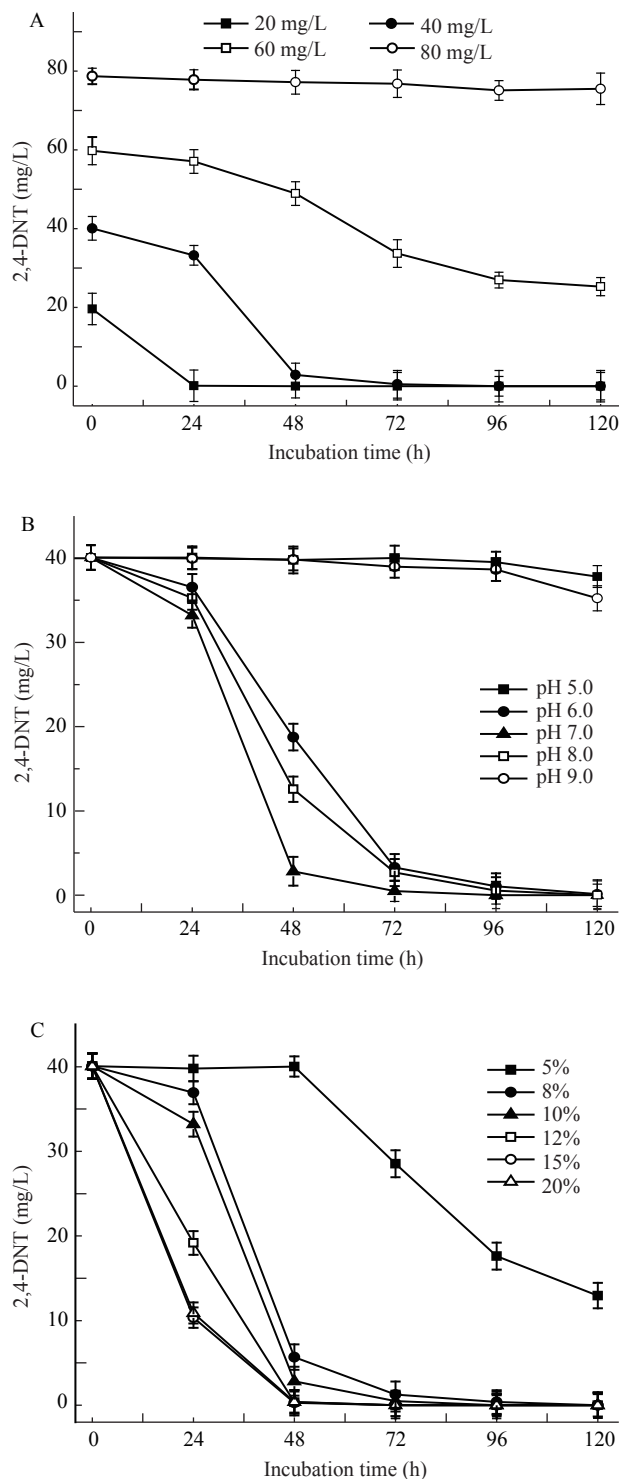 A
20 mg/L 40 mg/L
60 mg/L 80 mg/L
80
60
40
20
0
2,4-DNT (mg/L)
0 24 48 72 96 120
Incubation time (h)
B
40
30
20
10
0
2,4-DNT (mg/L)
pH 5.0
pH 6.0
pH 7.0
pH 8.0
pH 9.0
0 24 48 72 96 120
Incubation time (h)
C
40
30
20
10
0
2,4-DNT (mg/L)
5%
8%
10%
12%
15%
20%
0 24 48 72 96 120
Incubation time (h)